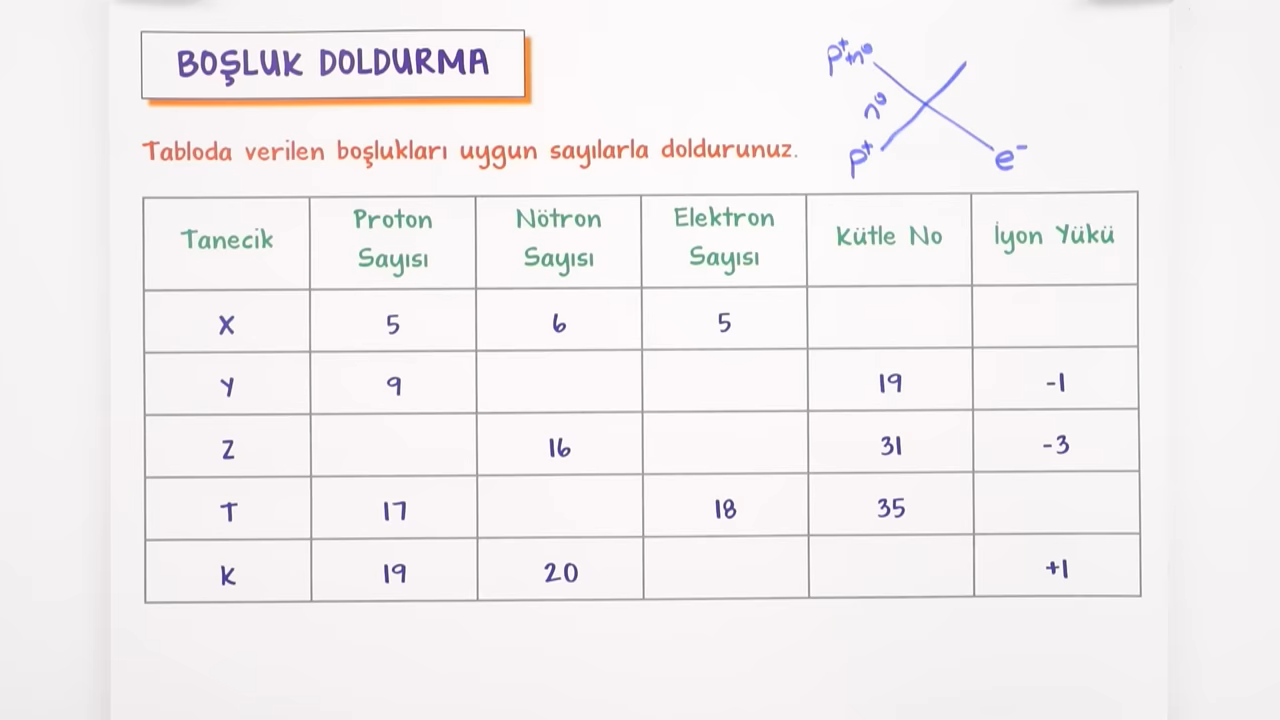 BOŞLUK DOLDURMA
p⁺+n⁰
n⁰
p⁺
e⁻
Tabloda verilen boşlukları uygun sayılarla doldurunuz.
Tanecik Proton Sayısı Nötron Sayısı Elektron Sayısı Kütle No İyon Yükü
X 5 6 5
Y 9 19 -1
Z 16 31 -3
T 17 18 35
K 19 20 +1